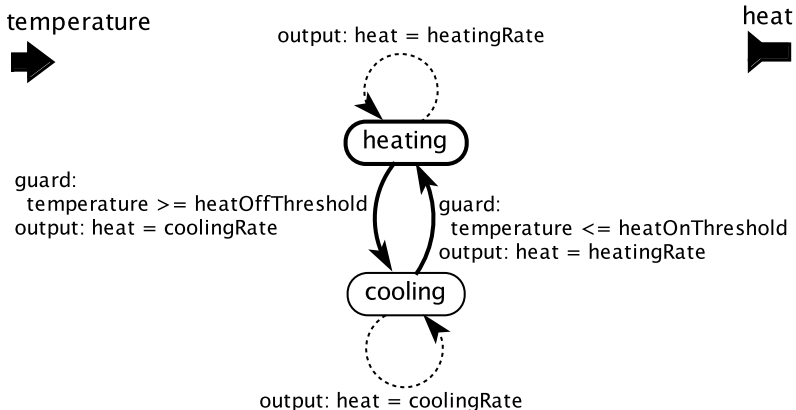 temperature
heat
output: heat = heatingRate
heating
guard:
temperature >= heatOffThreshold
output: heat = coolingRate
guard:
temperature <= heatOnThreshold
output: heat = heatingRate
cooling
output: heat = coolingRate